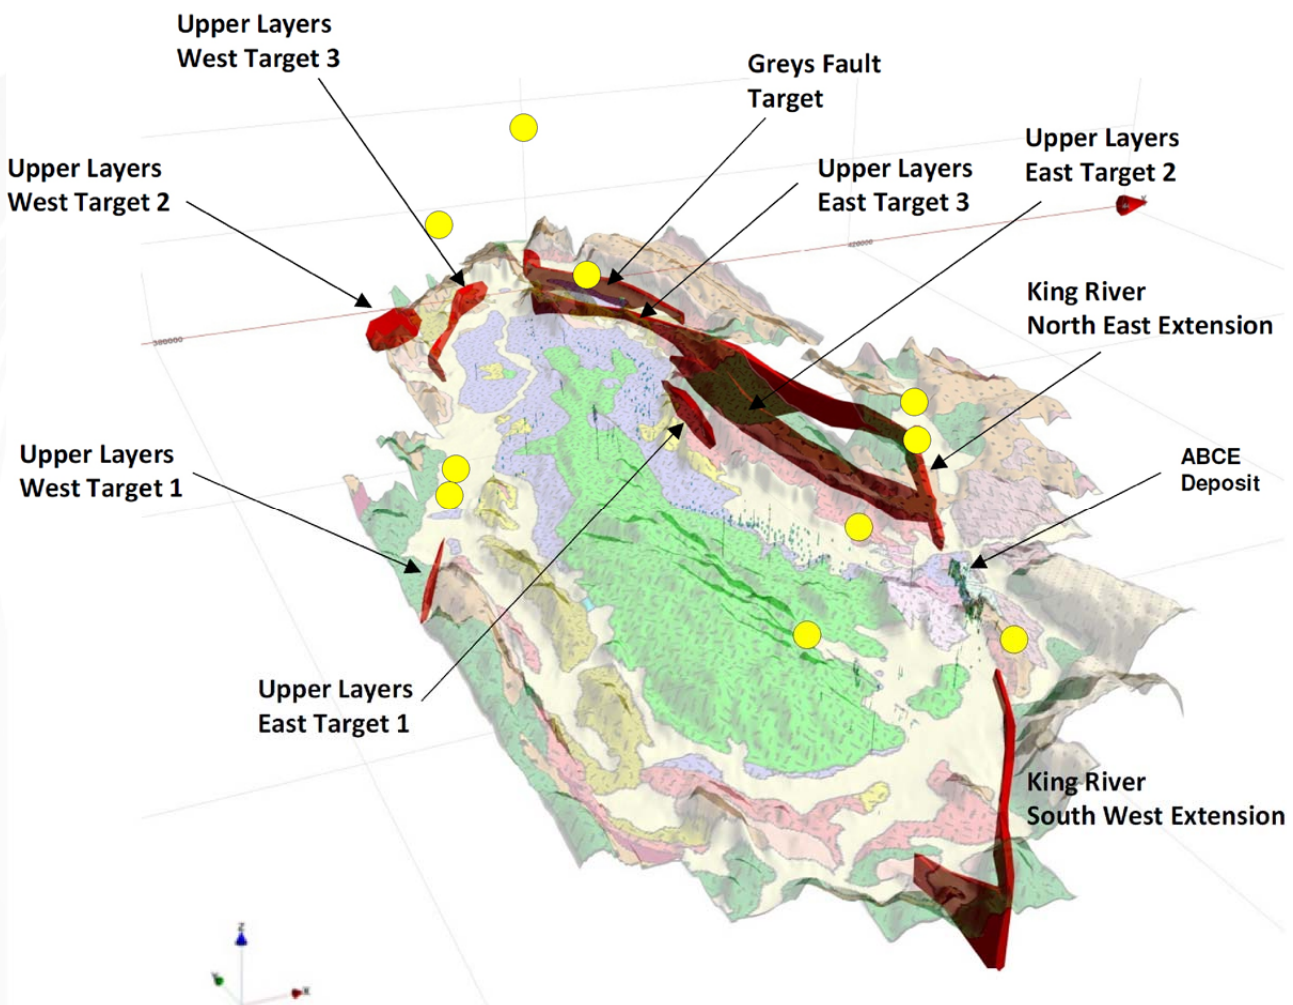 Upper Layers
West Target 3
Greys Fault
Target
Upper Layers
East Target 2
Upper Layers
West Target 2
Upper Layers
East Target 3
King River
North East Extension
Upper Layers
West Target 1
ABCE
Deposit
Upper Layers
East Target 1
King River
South West Extension
Z
X